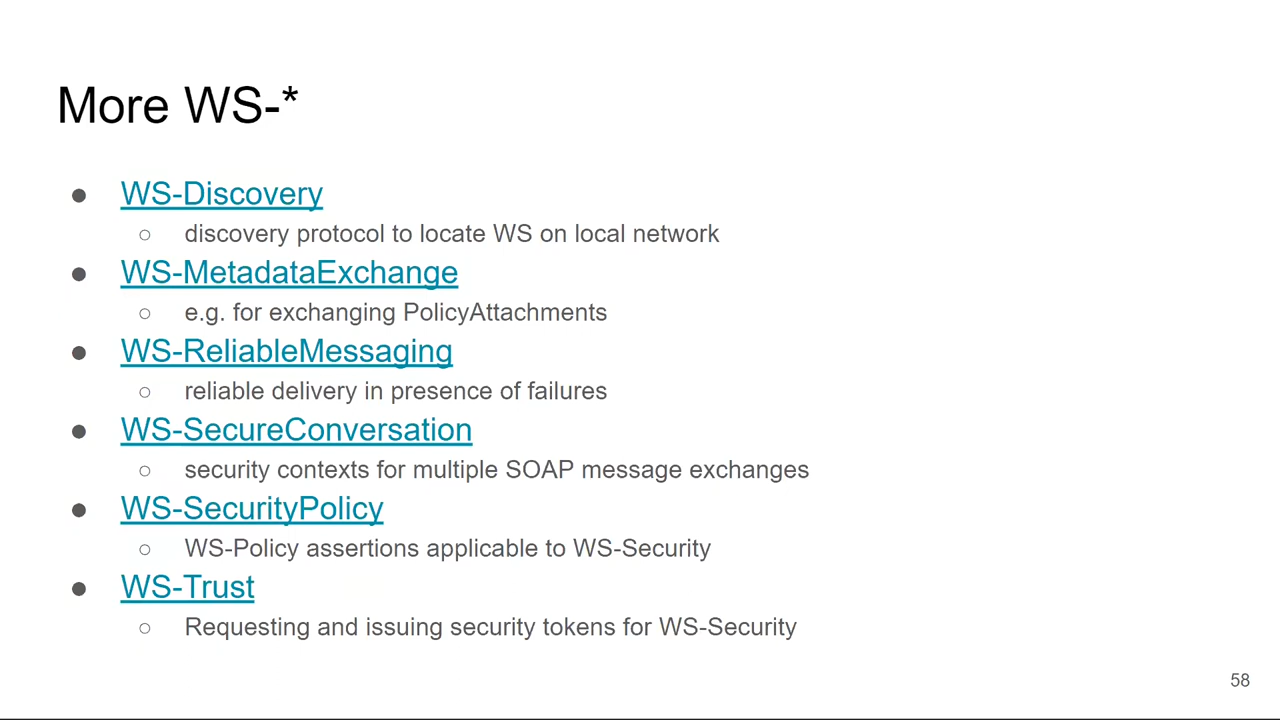 More WS-*
● WS-Discovery
○ discovery protocol to locate WS on local network
● WS-MetadataExchange
○ e.g. for exchanging PolicyAttachments
● WS-ReliableMessaging
○ reliable delivery in presence of failures
● WS-SecureConversation
○ security contexts for multiple SOAP message exchanges
● WS-SecurityPolicy
○ WS-Policy assertions applicable to WS-Security
● WS-Trust
○ Requesting and issuing security tokens for WS-Security
58